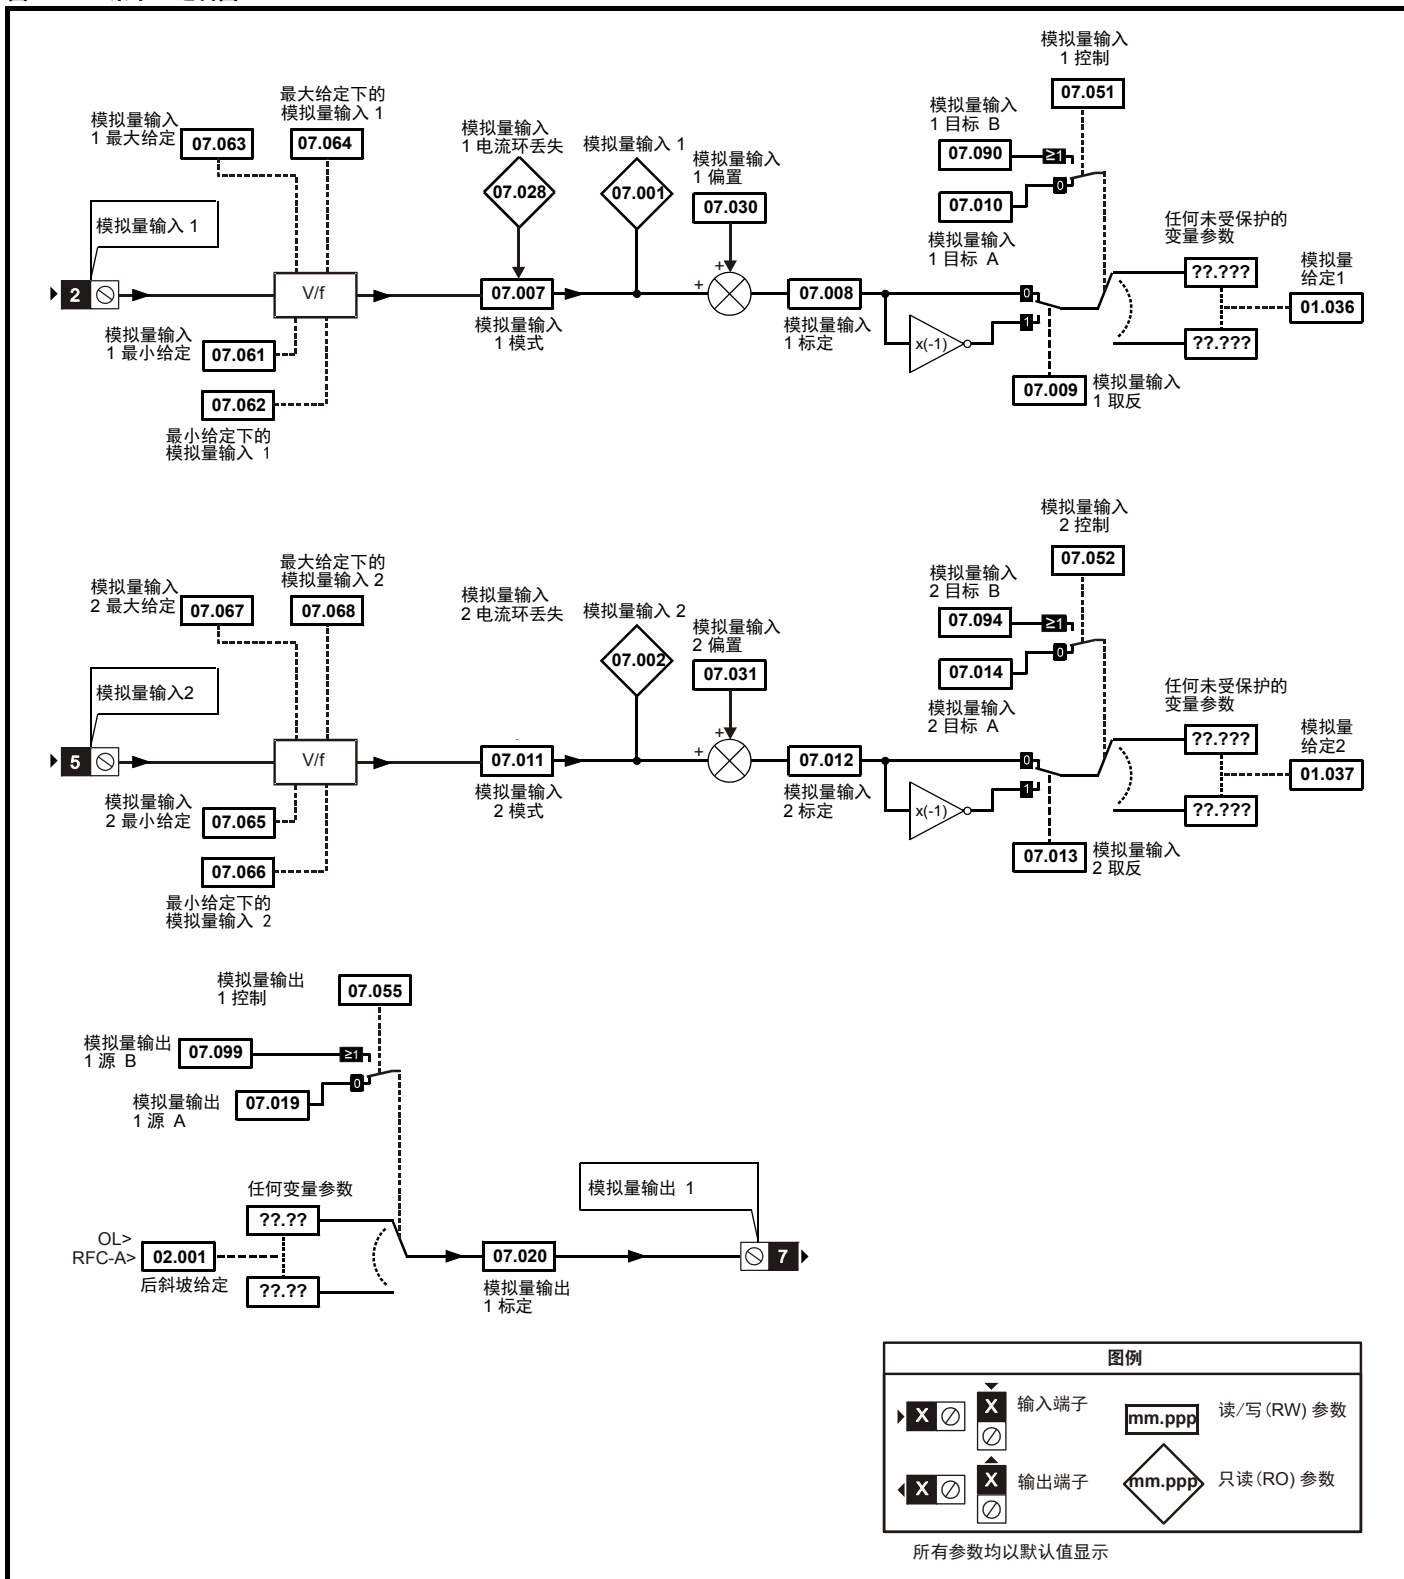 模拟量输入
1 控制
07.051
模拟量输入
1 目标 B
07.090
≥1
0
07.010
模拟量输入
1 目标 A
模拟量输入
1 最大给定
07.063
最大给定下的
模拟量输入 1
07.064
模拟量输入
1 电流环丢失
07.028
模拟量输入 1
07.001
模拟量输入
1 偏置
07.030
任何未受保护的
变量参数
??.???
??.???
模拟量
给定1
01.036
模拟量输入 1
2
V/f
07.007
模拟量输入
1 模式
+
+
07.008
模拟量输入
1 标定
x(-1)
0
1
07.009
模拟量输入
1 取反
模拟量输入
1 最小给定
07.061
07.062
最小给定下的
模拟量输入 1
模拟量输入
2 控制
07.052
模拟量输入
2 目标 B
07.094
≥1
0
07.014
模拟量输入
2 目标 A
模拟量输入
2 最大给定
07.067
最大给定下的
模拟量输入 2
07.068
模拟量输入
2 电流环丢失
模拟量输入 2
07.002
模拟量输入
2 偏置
07.031
任何未受保护的
变量参数
??.???
??.???
模拟量
给定2
01.037
模拟量输入2
5
V/f
07.011
模拟量输入
2 模式
+
+
07.012
模拟量输入
2 标定
x(-1)
0
1
07.013
模拟量输入
2 取反
模拟量输入
2 最小给定
07.065
07.066
最小给定下的
模拟量输入 2
模拟量输出
1 控制
07.055
模拟量输出
1 源 B
07.099
≥1
0
模拟量输出
1 源 A
07.019
任何变量参数
??.??
??.??
OL>
RFC-A>
02.001
后斜坡给定
07.020
模拟量输出
1 标定
模拟量输出 1
7
图例
X
X
输入端子
mm.ppp
读/写(RW) 参数
X
X
输出端子
mm.ppp
只读(RO) 参数
所有参数均以默认值显示